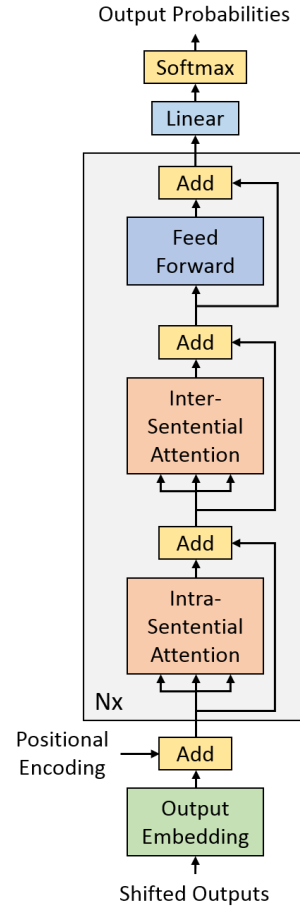 Output Probabilities
Softmax
Linear
Add
Feed
Forward
Add
Inter-
Sentential
Attention
Add
Intra-
Sentential
Attention
Nx
Positional
Encoding
Add
Output
Embedding
Shifted Outputs